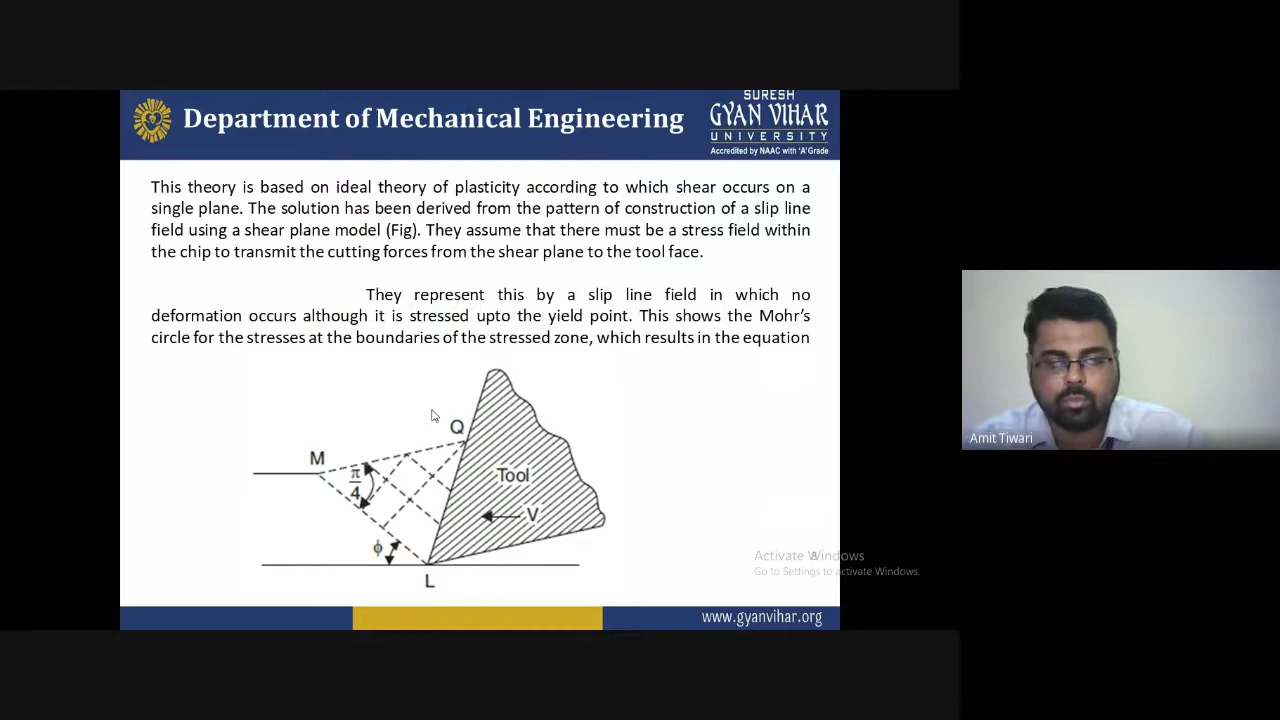 Department of Mechanical Engineering
SURESH
GYAN VIHAR
UNIVERSITY
Accredited by NAAC with 'A' Grade
This theory is based on ideal theory of plasticity according to which shear occurs on a
single plane. The solution has been derived from the pattern of construction of a slip line
field using a shear plane model (Fig). They assume that there must be a stress field within
the chip to transmit the cutting forces from the shear plane to the tool face.
They represent this by a slip line field in which no
deformation occurs although it is stressed upto the yield point. This shows the Mohr's
circle for the stresses at the boundaries of the stressed zone, which results in the equation
Q
M
π
4
Tool
V
ϕ
L
Amit Tiwari
Activate Windows
8
Go to Settings to activate Windows.
www.gyanvihar.org